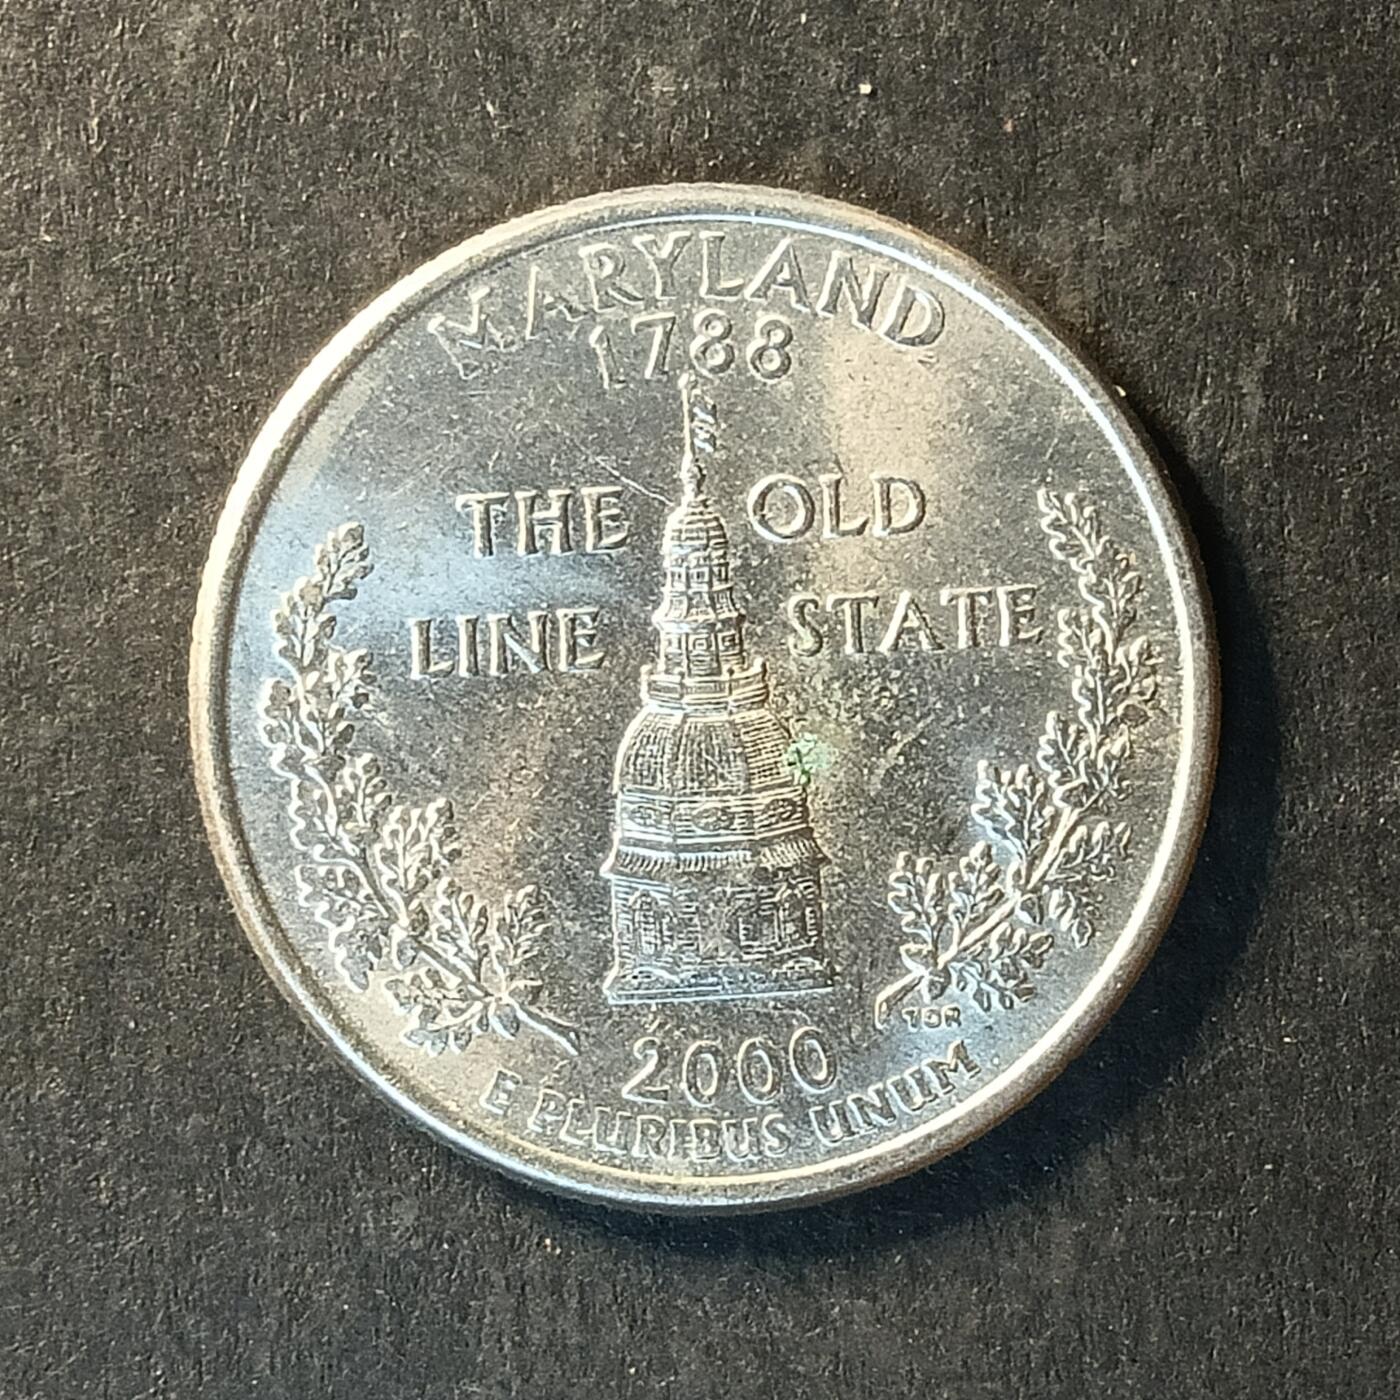 MARYLAND
1788
THE OLD
LINE STATE
TDR
2000
E PLURIBUS UNUM